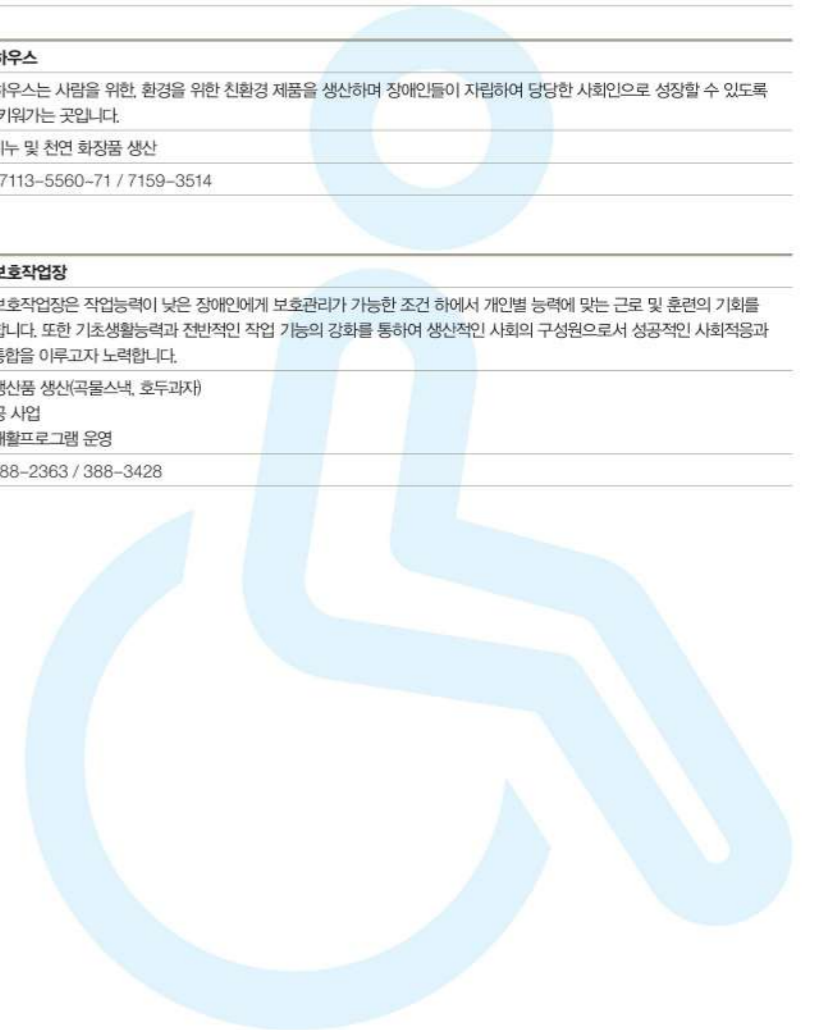 하우스
하우스는 사람을 위한, 환경을 위한 친환경 제품을 생산하며 장애인들이 자립하여 당당한 사회인으로 성장할 수 있도록
키워가는 곳입니다.
비누 및 천연 화장품 생산
7113-5560~71 / 7159-3514
보호작업장
보호작업장은 작업능력이 낮은 장애인에게 보호관리가 가능한 조건 하에서 개인별 능력에 맞는 근로 및 훈련의 기회를
합니다. 또한 기초생활능력과 전반적인 작업 기능의 강화를 통하여 생산적인 사회의 구성원으로서 성공적인 사회적응과
통합을 이루고자 노력합니다.
생산품 생산(곡물스낵, 호두과자)
공 사업
재활프로그램 운영
88-2363 / 388-3428